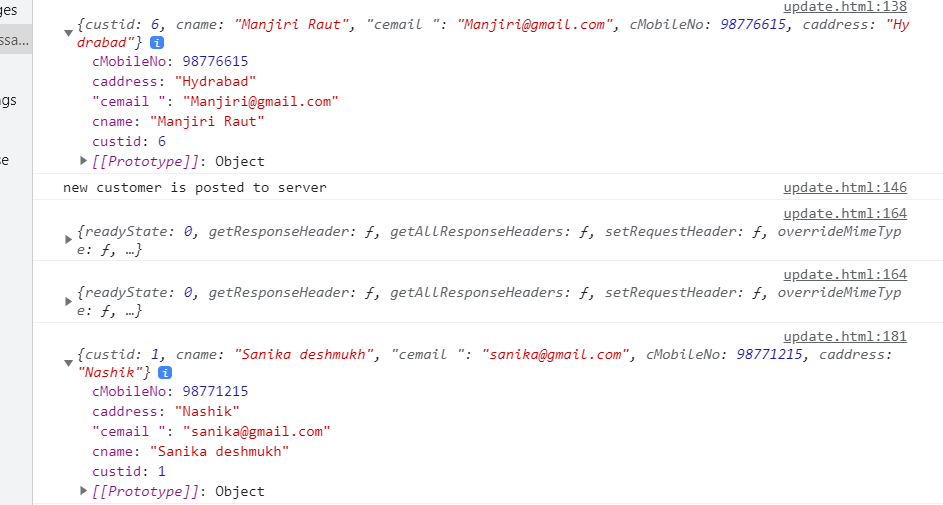 ges
update.html:138
{custid: 6, cname: "Manjiri Raut", "cemail ": "Manjiri@gmail.com", cMobileNo: 98776615, caddress: "Hy
ssa...
drabad"} i
cMobileNo: 98776615
caddress: "Hydrabad"
ngs
"cemail ": "Manjiri@gmail.com"
cname: "Manjiri Raut"
custid: 6
se
[[Prototype]]: Object
new customer is posted to server update.html:146
update.html:164
{readyState: 0, getResponseHeader: ƒ, getAllResponseHeaders: ƒ, setRequestHeader: ƒ, overrideMimeTyp
e: ƒ, …}
update.html:164
{readyState: 0, getResponseHeader: ƒ, getAllResponseHeaders: ƒ, setRequestHeader: ƒ, overrideMimeTyp
e: ƒ, …}
update.html:181
{custid: 1, cname: "Sanika deshmukh", "cemail ": "sanika@gmail.com", cMobileNo: 98771215, caddress:
"Nashik"} i
cMobileNo: 98771215
caddress: "Nashik"
"cemail ": "sanika@gmail.com"
cname: "Sanika deshmukh"
custid: 1
[[Prototype]]: Object